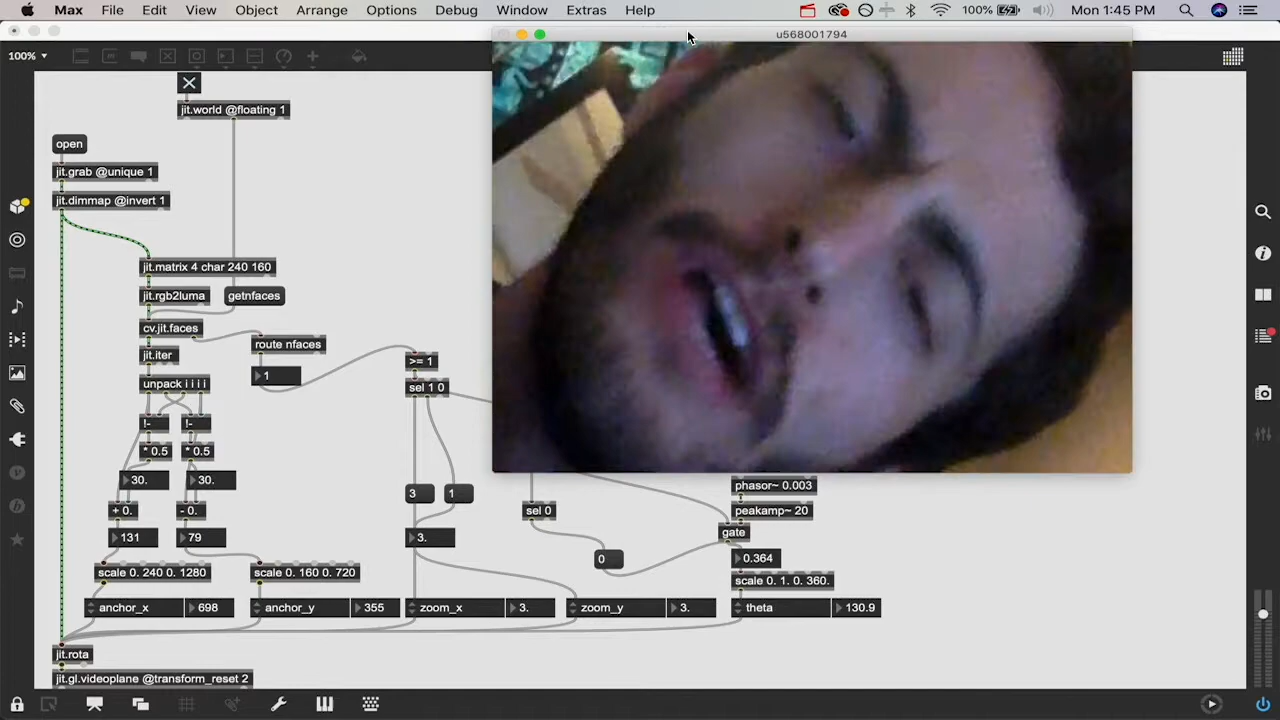 Max File Edit View Object Arrange Options Debug Window Extras Help 100% Mon 1:45 PM
u568001794
100%
jit.world @floating 1
open
jit.grab @unique 1
jit.dimmap @invert 1
jit.matrix 4 char 240 160
jit.rgb2luma
getnfaces
cv.jit.faces
route nfaces
jit.iter
>= 1
1
unpack i i i i
sel 1 0
!-
!-
* 0.5
* 0.5
30.
30.
3
1
phasor~ 0.003
+ 0.
- 0.
sel 0
peakamp~ 20
gate
131
79
3.
0
0.364
scale 0. 240 0. 1280
scale 0. 160 0. 720
scale 0. 1. 0. 360.
anchor_x 698
anchor_y 355
zoom_x 3.
zoom_y 3.
theta 130.9
jit.rota
jit.gl.videoplane @transform_reset 2